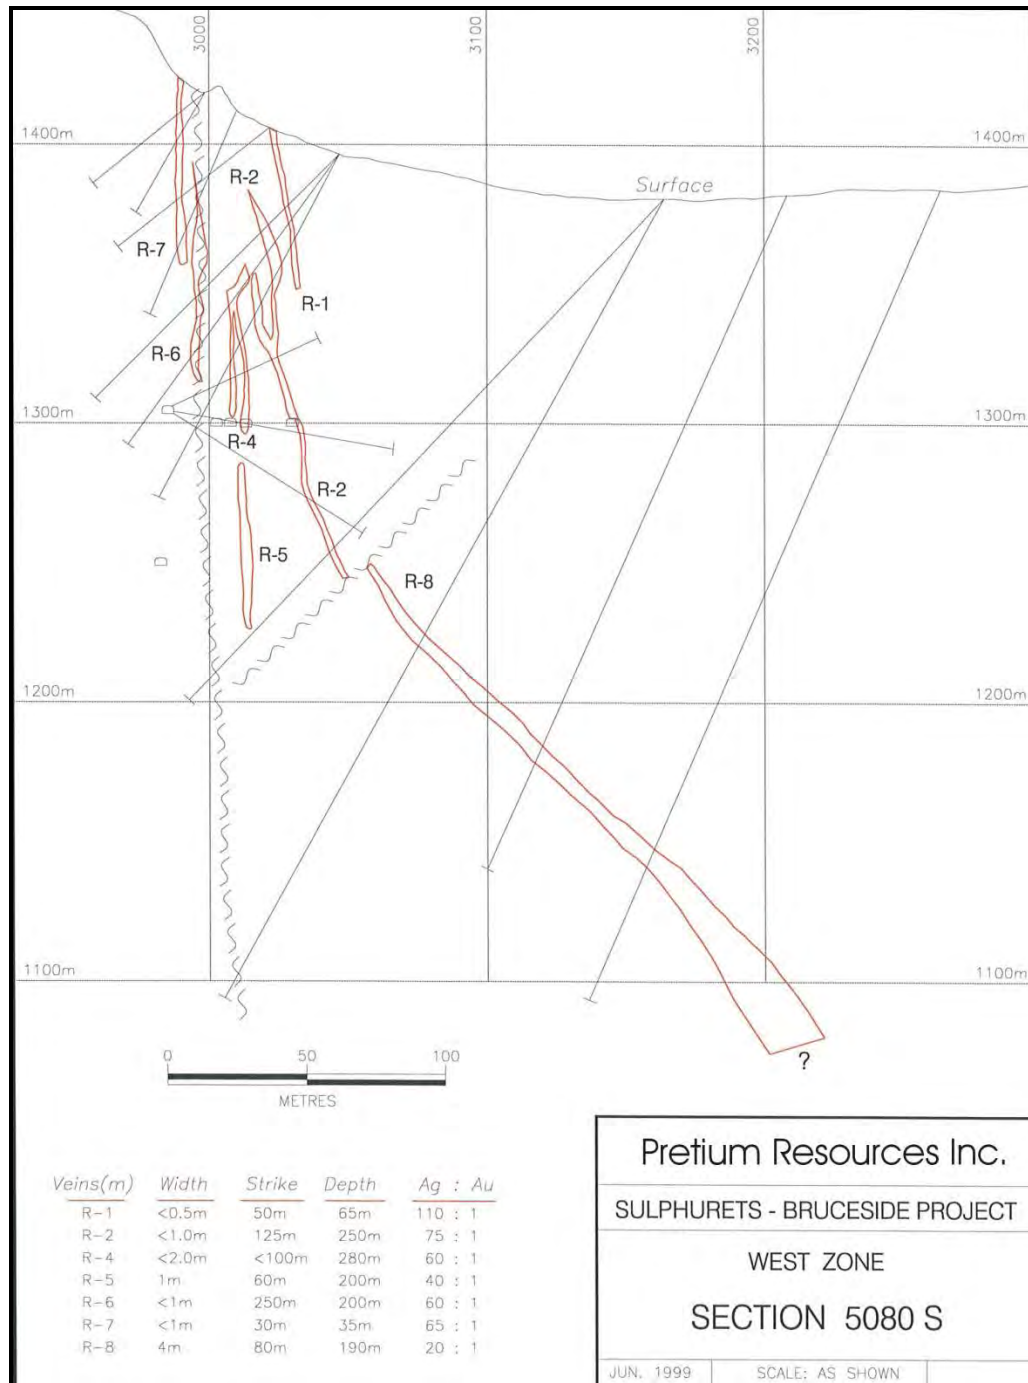 3000
3100
3200
1400m
1400m
R-2
Surface
R-7
R-1
R-6
1300m
1300m
R-4
R-2
R-5
R-8
1200m
1200m
1100m
1100m
?
0 50 100
METRES
Veins(m) Width Strike Depth Ag : Au
R-1 <0.5m 50m 65m 110 : 1
R-2 <1.0m 125m 250m 75 : 1
R-4 <2.0m <100m 280m 60 : 1
R-5 1m 60m 200m 40 : 1
R-6 <1m 250m 200m 60 : 1
R-7 <1m 30m 35m 65 : 1
R-8 4m 80m 190m 20 : 1
Pretium Resources Inc.
SULPHURETS - BRUCESIDE PROJECT
WEST ZONE
SECTION 5080 S
JUN. 1999 SCALE: AS SHOWN